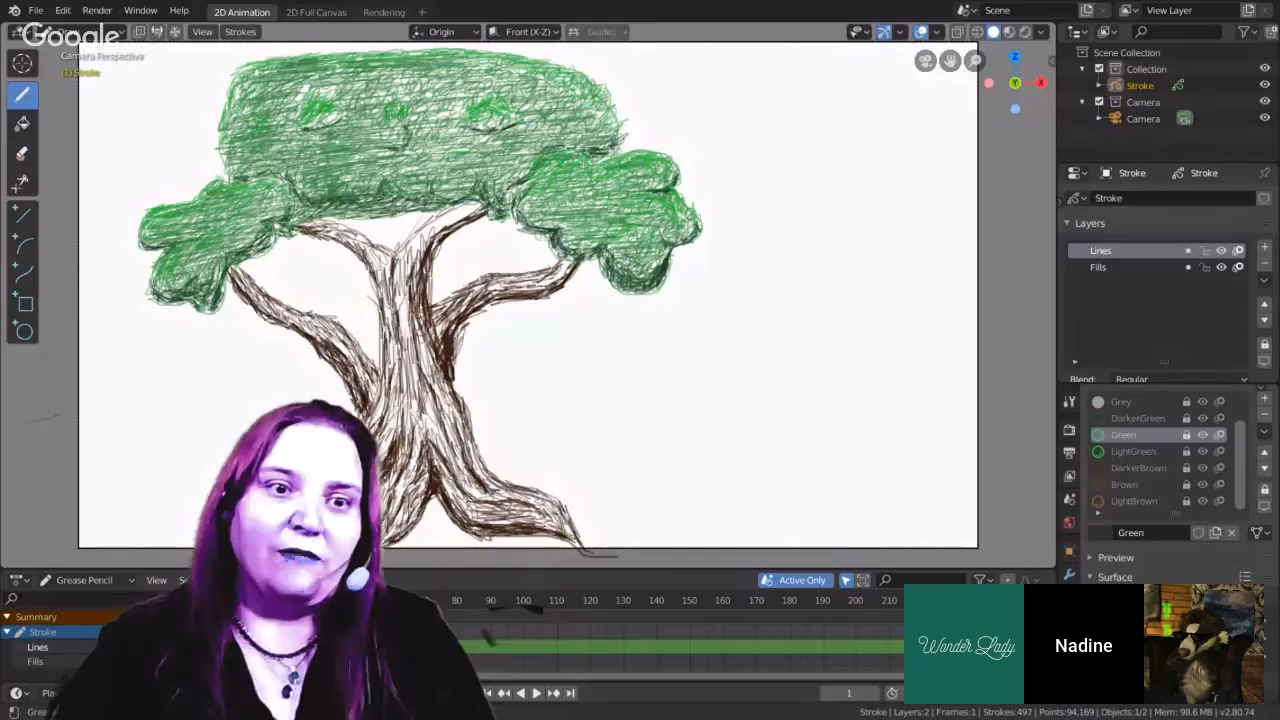 File Edit Render Window Help 2D Animation 2D Full Canvas Rendering + Scene View Layer
Google
View Strokes Origin Front (X-Z) Guides
Camera Perspective
(1) Stroke
Z
Y X
Scene Collection
Collection
Stroke
Camera
Camera
Stroke Stroke
Stroke
Layers
Lines
Fills
Blend: Regular
Grey
DarkerGreen
Green
LightGreen
DarkerBrown
Brown
LightBrown
Green
Preview
Surface
Grease Pencil View Active Only
80 90 100 110 120 130 140 150 160 170 180 190 200 210
Summary
Stroke
Lines
Fills
1
Stroke | Layers:2 | Frames:1 | Strokes:497 | Points:94,169 | Objects:1/2 | Mem: 98.6 MB | v2.80.74
Wonder Lady
Nadine